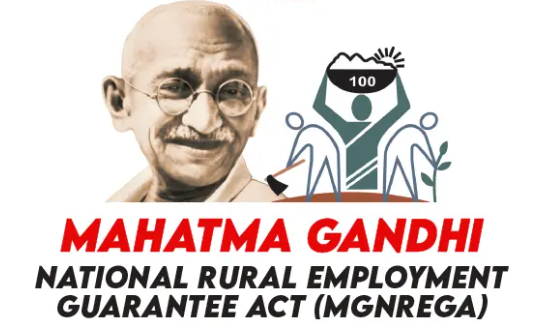 100
MAHATMA GANDHI
NATIONAL RURAL EMPLOYMENT
GUARANTEE ACT (MGNREGA)